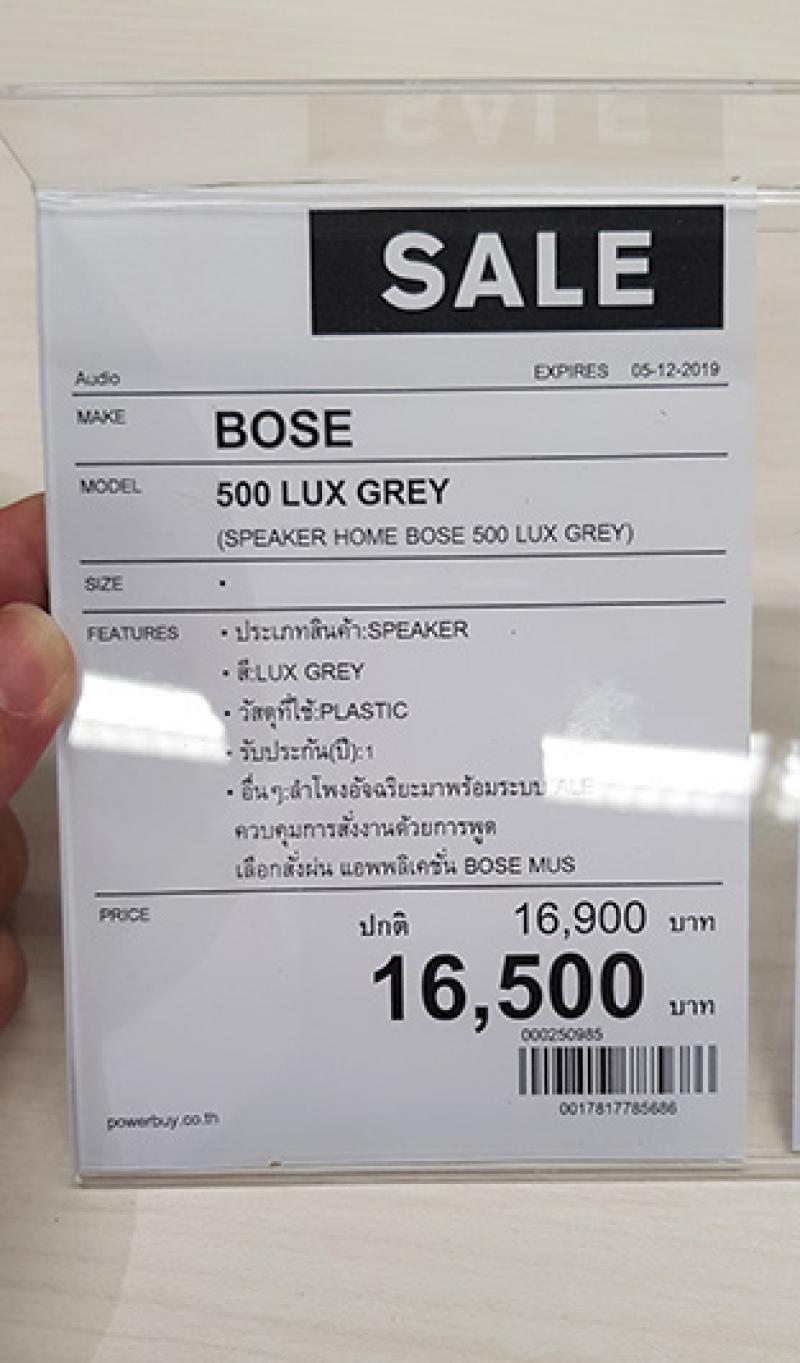 SALE
Audio EXPIRES 05-12-2019
MAKE BOSE
MODEL 500 LUX GREY
(SPEAKER HOME BOSE 500 LUX GREY)
SIZE •
FEATURES • ประเภทสินค้า:SPEAKER
• สี:LUX GREY
• วัสดุที่ใช้:PLASTIC
• รับประกัน(ปี):1
• อื่นๆ:ลำโพงอัจฉริยะมาพร้อมระบบ
ควบคุมการสั่งงานด้วยการพูด
เลือกสั่งผ่น แอพพลิเคชั่น BOSE MUS
PRICE ปกติ 16,900 บาท
16,500 บาท
000250985
0017817785686
powerbuy.co.th